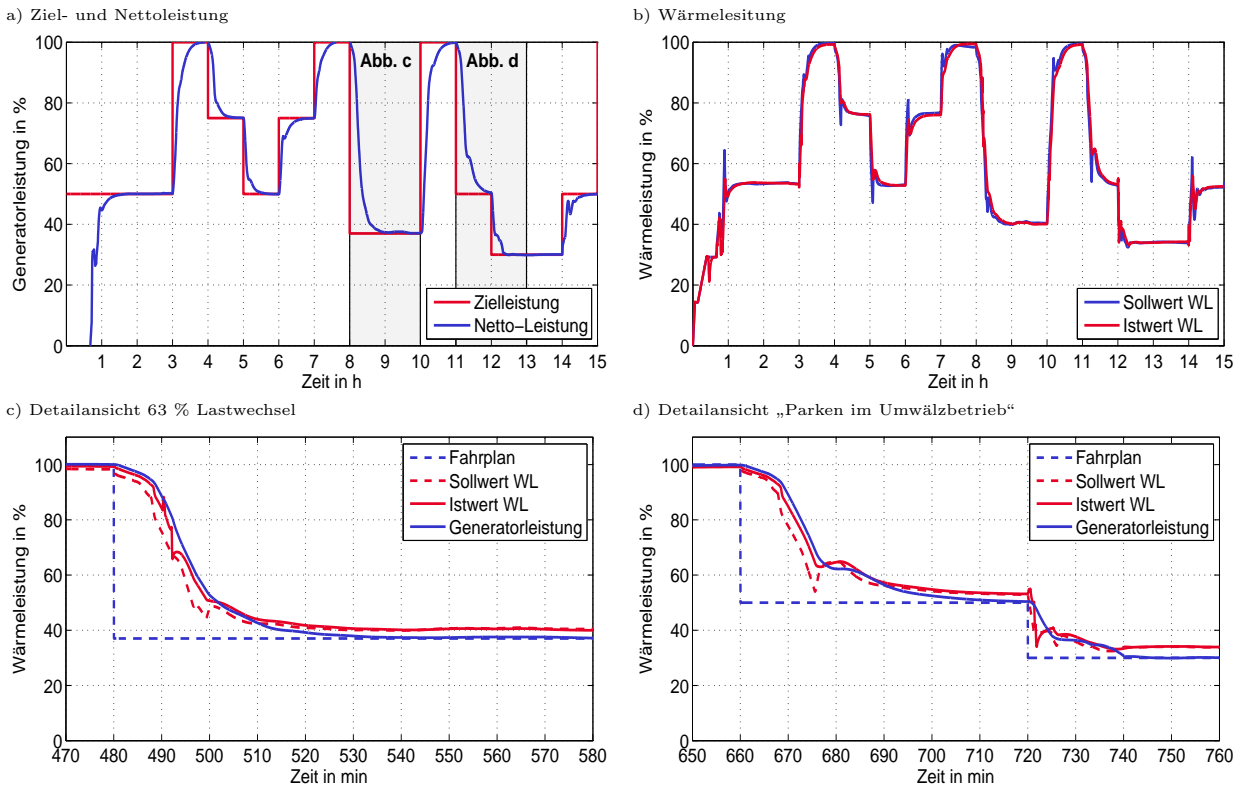 a) Ziel- und Nettoleistung
Generatorleistung in %
100
80
60
40
20
0
Abb. c
Abb. d
Zielleistung
Netto–Leistung
1 2 3 4 5 6 7 8 9 10 11 12 13 14 15
Zeit in h
b) Wärmelesitung
Wärmeleistung in %
100
80
60
40
20
0
Sollwert WL
Istwert WL
1 2 3 4 5 6 7 8 9 10 11 12 13 14 15
Zeit in h
c) Detailansicht 63 % Lastwechsel
Wärmeleistung in %
100
80
60
40
20
0
Fahrplan
Sollwert WL
Istwert WL
Generatorleistung
470 480 490 500 510 520 530 540 550 560 570 580
Zeit in min
d) Detailansicht „Parken im Umwälzbetrieb“
Wärmeleistung in %
100
80
60
40
20
0
Fahrplan
Sollwert WL
Istwert WL
Generatorleistung
650 660 670 680 690 700 710 720 730 740 750 760
Zeit in min